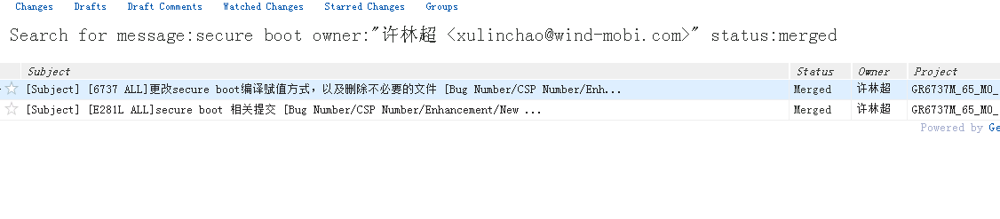 Changes Drafts Draft Comments Watched Changes Starred Changes Groups
Search for message:secure boot owner:"许林超 <xulinchao@wind-mobi.com>" status:merged
Subject Status Owner Project
[Subject] [6737 ALL]更改secure boot编译赋值方式，以及删除不必要的文件 [Bug Number/CSP Number/Enh... Merged 许林超 GR6737M_65_M0_
[Subject] [E281L ALL]secure boot 相关提交 [Bug Number/CSP Number/Enhancement/New ... Merged 许林超 GR6737M_65_M0_
Powered by Ge